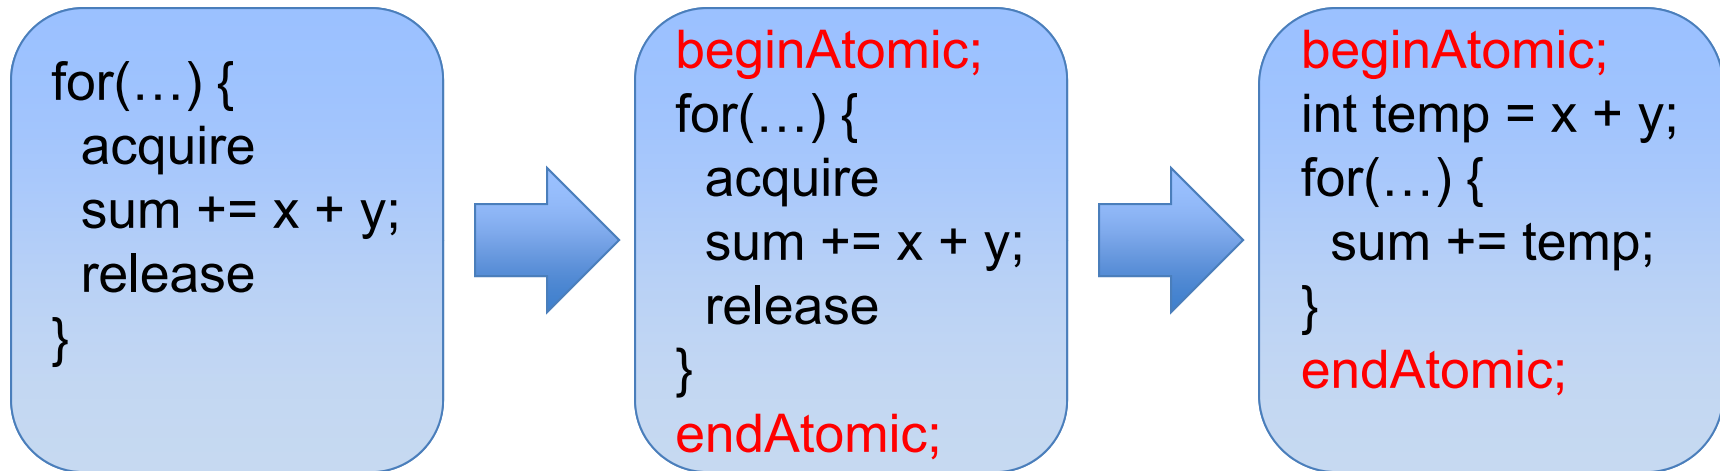 for(…) {
acquire
sum += x + y;
release
}
beginAtomic;
for(…) {
acquire
sum += x + y;
release
}
endAtomic;
beginAtomic;
int temp = x + y;
for(…) {
sum += temp;
}
endAtomic;